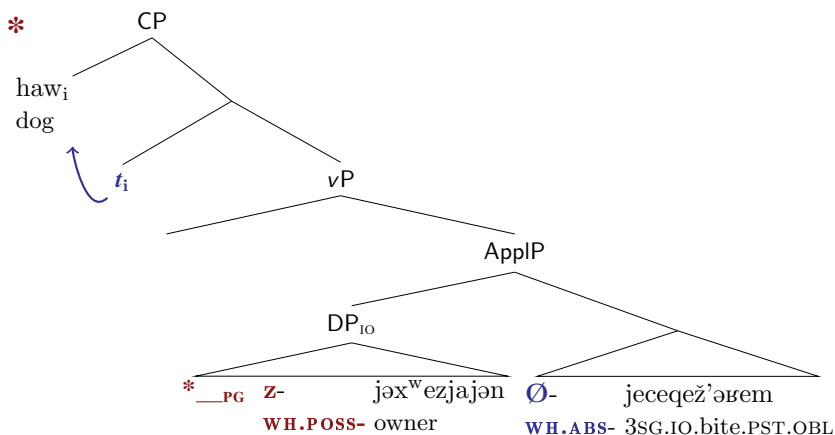 *
CP
haw_i
dog
t_i
vP
ApplP
DP_IO
*___PG z- jəxʷezjajən
WH.POSS- owner
Ø- jeceqež’əʁem
WH.ABS- 3SG.IO.bite.PST.OBL